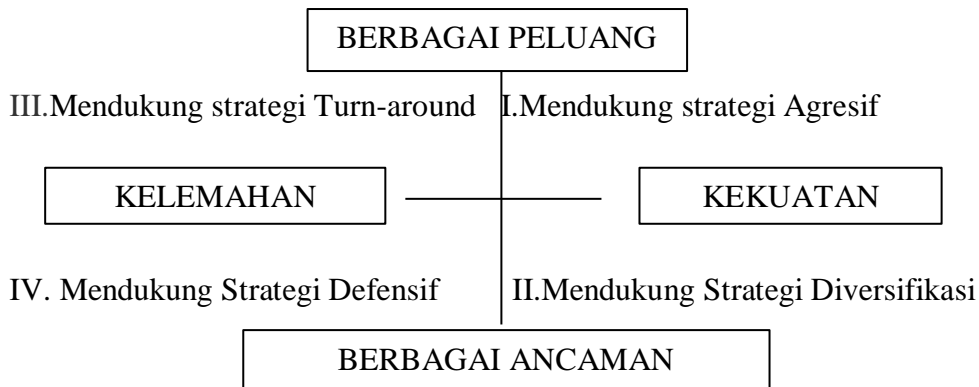 BERBAGAI PELUANG
III.Mendukung strategi Turn-around I.Mendukung strategi Agresif
KELEMAHAN KEKUATAN
IV. Mendukung Strategi Defensif II.Mendukung Strategi Diversifikasi
BERBAGAI ANCAMAN